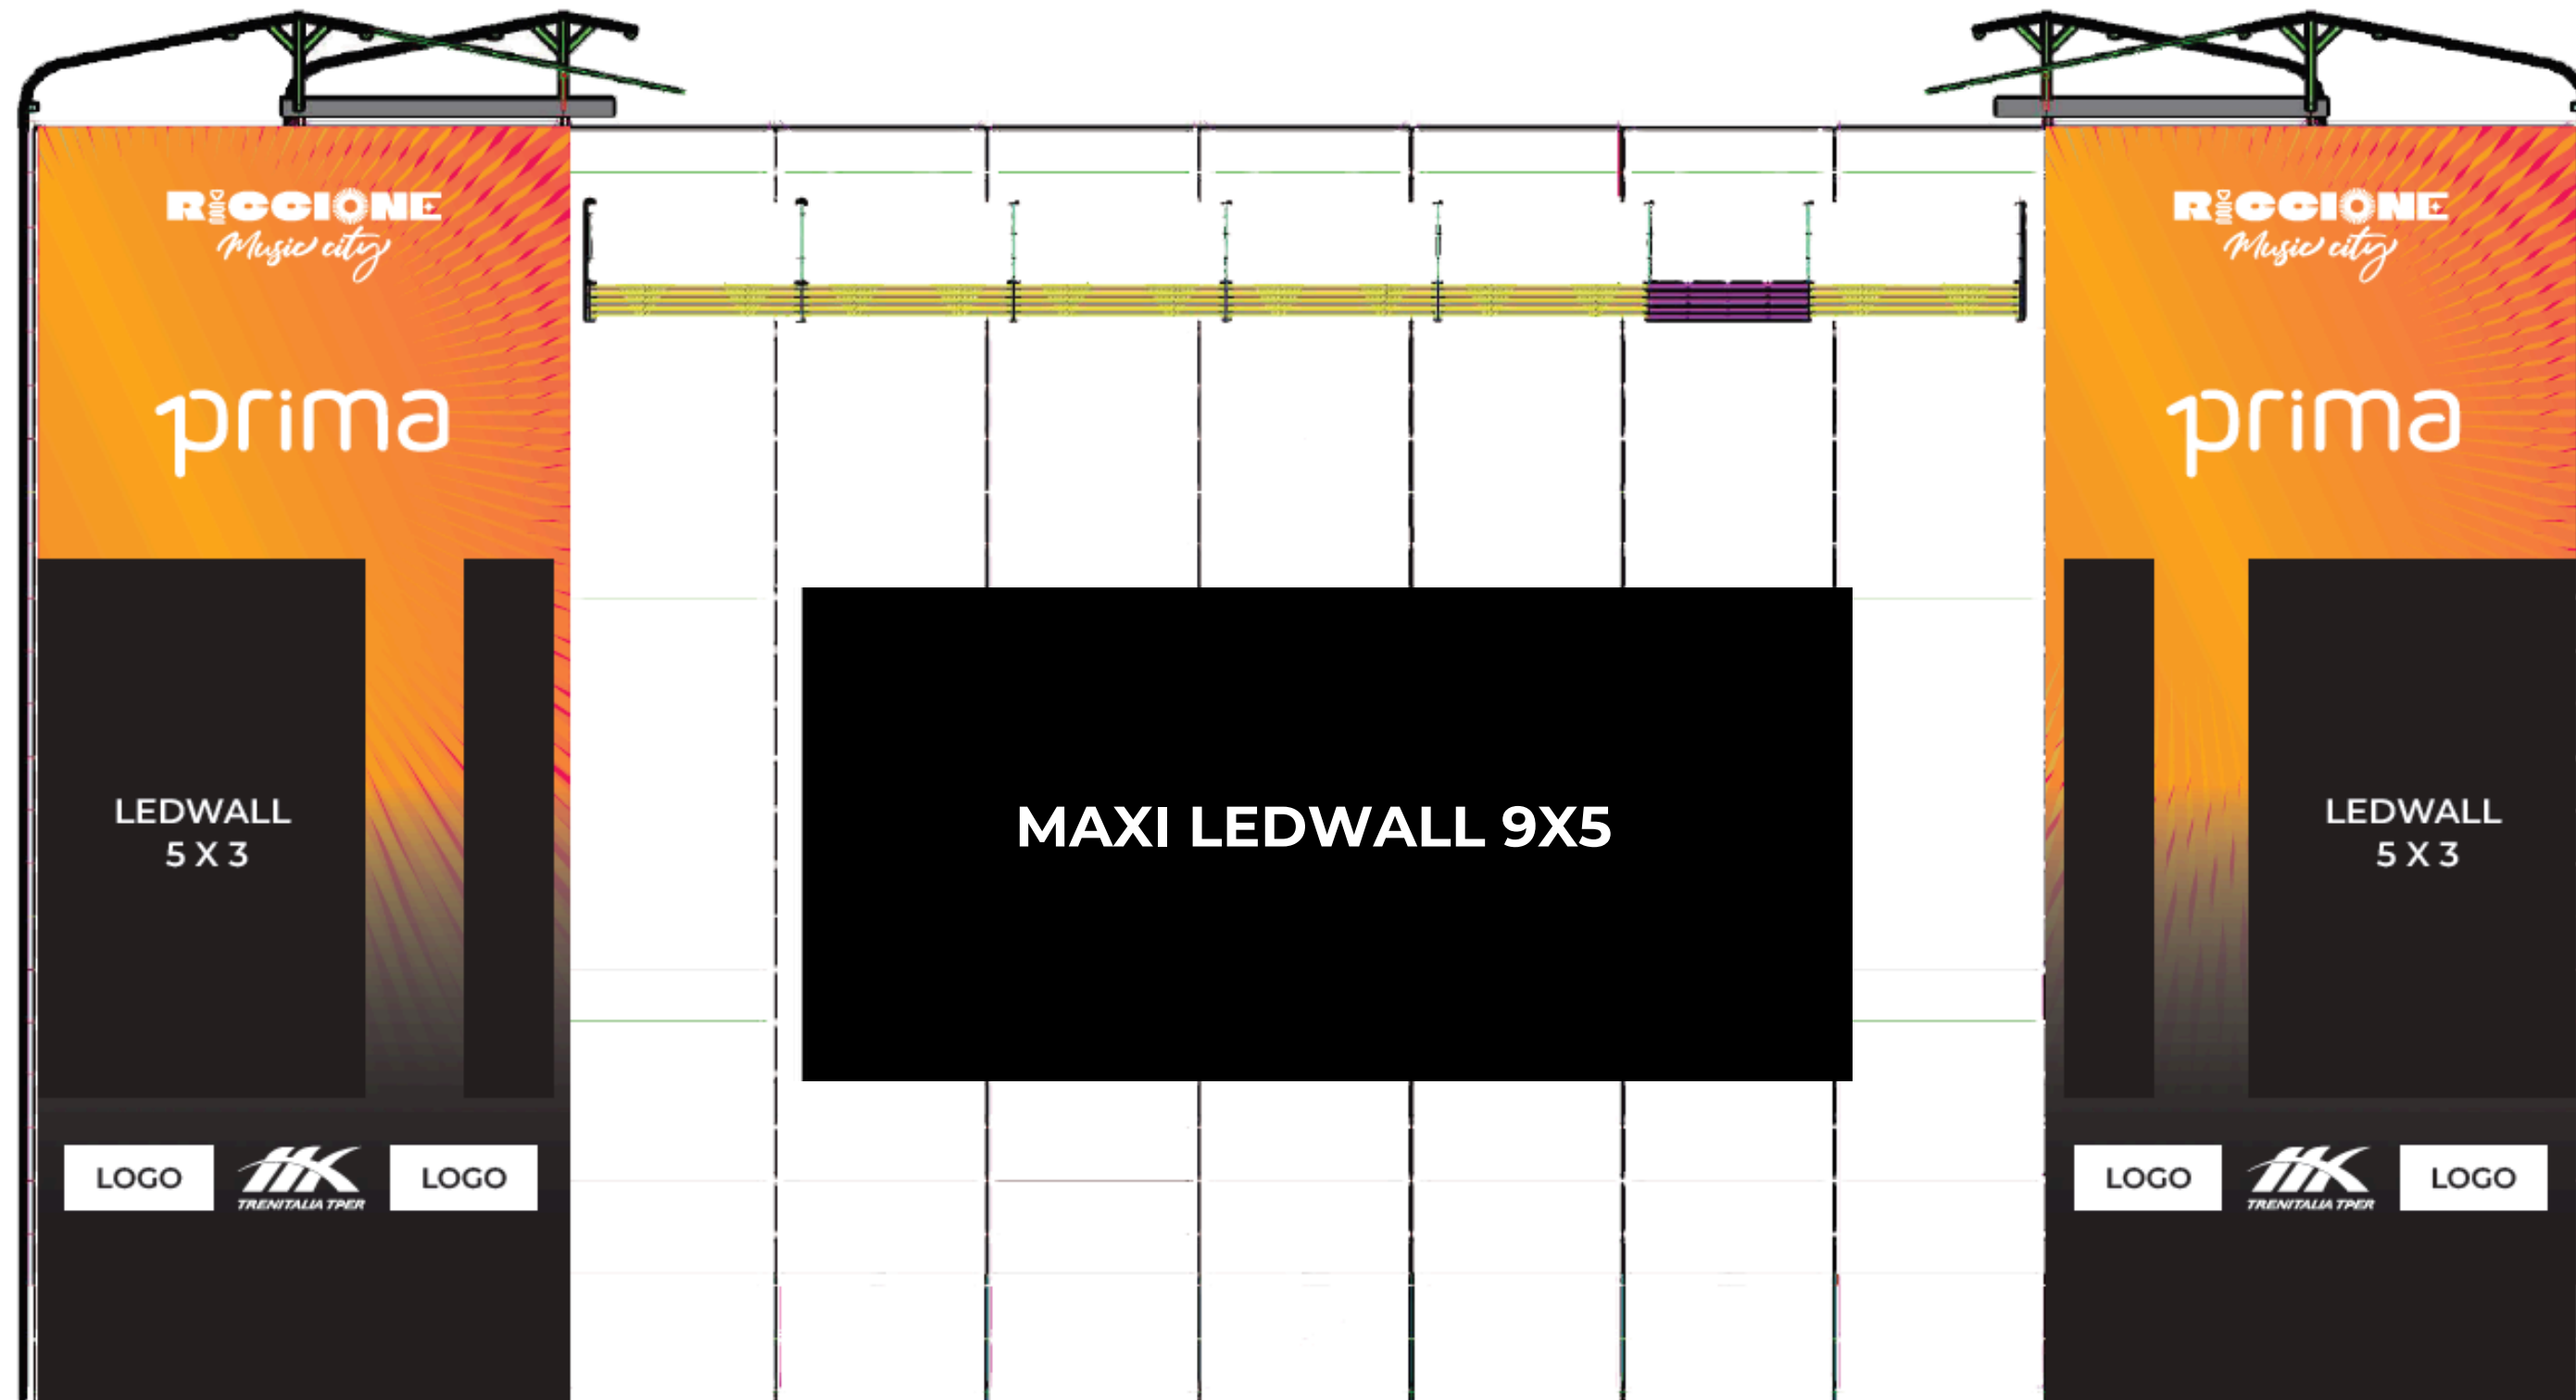 RICCIONE
Music city
prima
LEDWALL
5 X 3
LOGO
TRENITALIA TPER
LOGO
MAXI LEDWALL 9X5
RICCIONE
Music city
prima
LEDWALL
5 X 3
LOGO
TRENITALIA TPER
LOGO